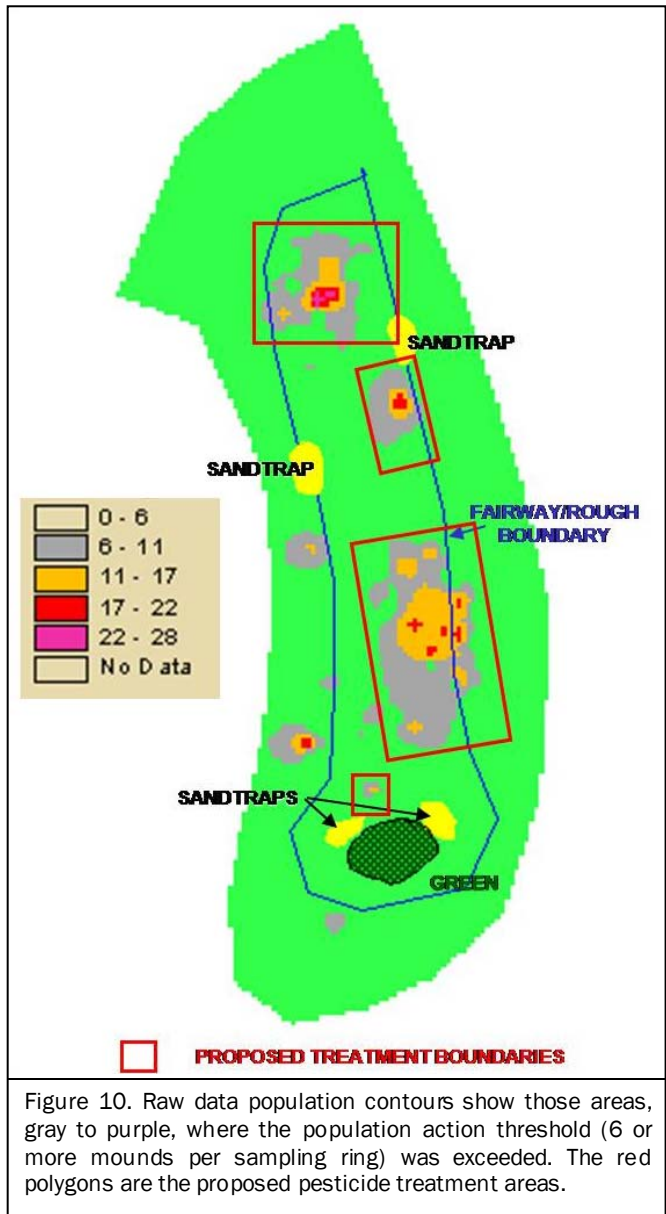 SANDTRAP
SANDTRAP
FAIRWAY/ROUGH
BOUNDARY
0 - 6
6 - 11
11 - 17
17 - 22
22 - 28
No Data
SANDTRAPS
GREEN
PROPOSED TREATMENT BOUNDARIES
Figure 10. Raw data population contours show those areas,
gray to purple, where the population action threshold (6 or
more mounds per sampling ring) was exceeded. The red
polygons are the proposed pesticide treatment areas.